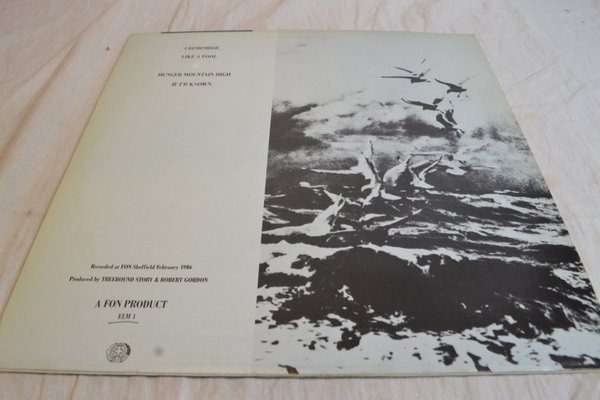 I REMEMBER
LIKE A FOOL
HUNGER MOUNTAIN HIGH
IF I'D KNOWN
Recorded at FON Sheffield February 1986
Produced by TREEBOUND STORY & ROBERT GORDON
A FON PRODUCT
ELM 1